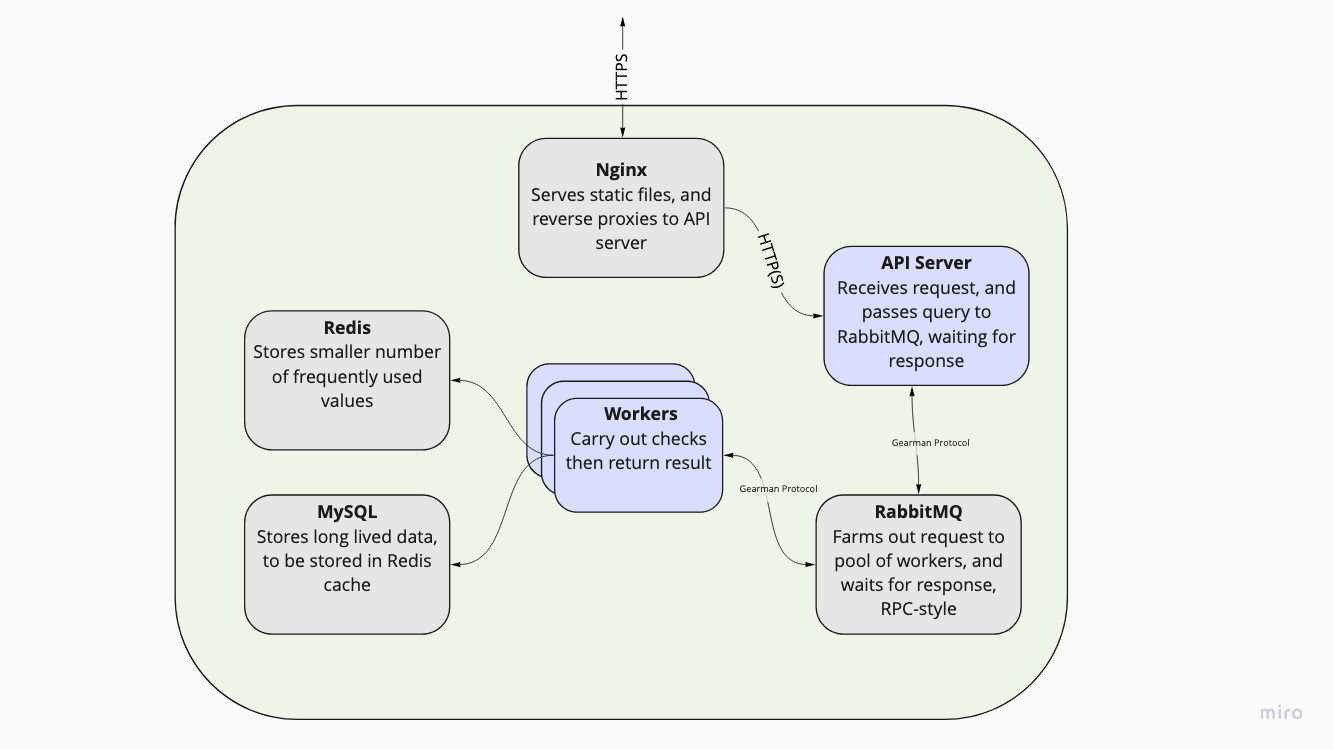 HTTPS
Nginx
Serves static files, and
reverse proxies to API
server
HTTP(S)
API Server
Receives request, and
passes query to
RabbitMQ, waiting for
response
Redis
Stores smaller number
of frequently used
values
Workers
Carry out checks
then return result
Gearman Protocol
Gearman Protocol
MySQL
Stores long lived data,
to be stored in Redis
cache
RabbitMQ
Farms out request to
pool of workers, and
waits for response,
RPC-style
miro